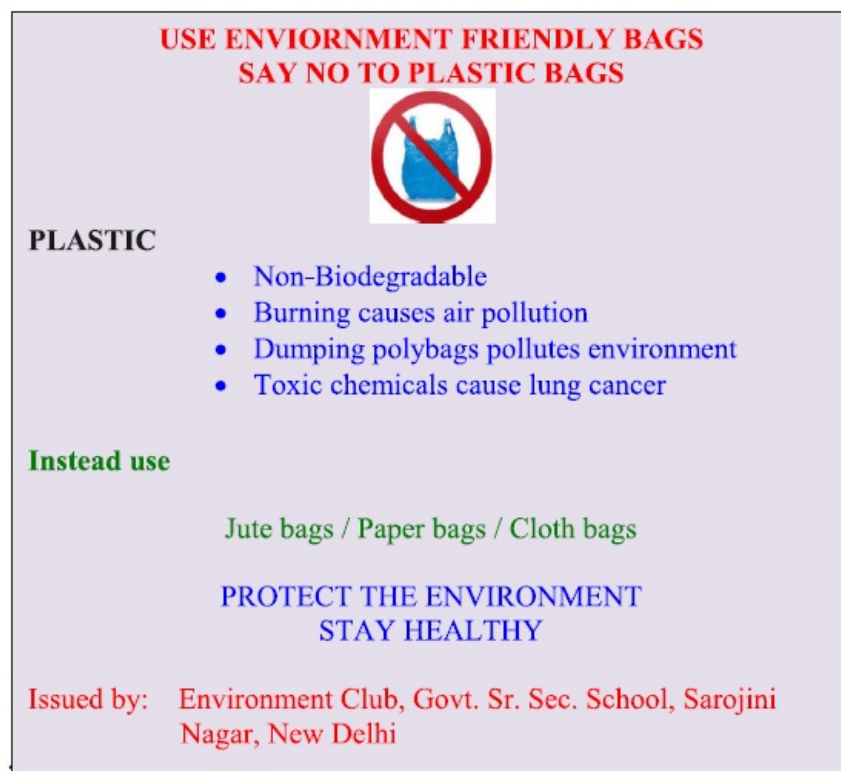 USE ENVIORNMENT FRIENDLY BAGS
SAY NO TO PLASTIC BAGS
PLASTIC
• Non-Biodegradable
• Burning causes air pollution
• Dumping polybags pollutes environment
• Toxic chemicals cause lung cancer
Instead use
Jute bags / Paper bags / Cloth bags
PROTECT THE ENVIRONMENT
STAY HEALTHY
Issued by: Environment Club, Govt. Sr. Sec. School, Sarojini
Nagar, New Delhi